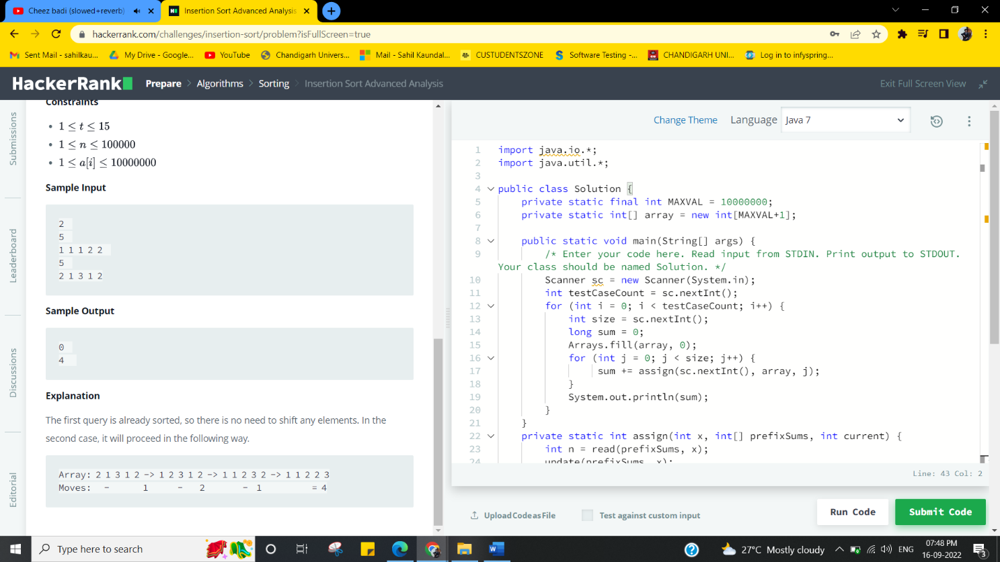 Cheez badi (slowed+reverb)
Insertion Sort Advanced Analysis
hackerrank.com/challenges/insertion-sort/problem?isFullScreen=true
Sent Mail - sahilkau...
My Drive - Google...
YouTube
Chandigarh Univers...
Mail - Sahil Kaundal...
CUSTUDENTSZONE
Software Testing -...
CHANDIGARH UNI...
Log in to infyspring...
HackerRank
Prepare > Algorithms > Sorting > Insertion Sort Advanced Analysis
Exit Full Screen View
Submissions
Leaderboard
Discussions
Editorial
Constraints
• 1 ≤ t ≤ 15
• 1 ≤ n ≤ 100000
• 1 ≤ a[i] ≤ 10000000
Sample Input
2
5
1 1 1 2 2
5
2 1 3 1 2
Sample Output
0
4
Explanation
The first query is already sorted, so there is no need to shift any elements. In the
second case, it will proceed in the following way.
Array: 2 1 3 1 2 -> 1 2 3 1 2 -> 1 1 2 3 2 -> 1 1 2 2 3
Moves:   -      1     -   2       -  1         = 4
Change Theme
Language
Java 7
1 import java.io.*;
2 import java.util.*;
3
4 public class Solution {
5     private static final int MAXVAL = 10000000;
6     private static int[] array = new int[MAXVAL+1];
7
8     public static void main(String[] args) {
9         /* Enter your code here. Read input from STDIN. Print output to STDOUT.
Your class should be named Solution. */
10         Scanner sc = new Scanner(System.in);
11         int testCaseCount = sc.nextInt();
12         for (int i = 0; i < testCaseCount; i++) {
13             int size = sc.nextInt();
14             long sum = 0;
15             Arrays.fill(array, 0);
16             for (int j = 0; j < size; j++) {
17                 sum += assign(sc.nextInt(), array, j);
18             }
19             System.out.println(sum);
20         }
21     }
22     private static int assign(int x, int[] prefixSums, int current) {
23         int n = read(prefixSums, x);
24         update(prefixSums, x);
Line: 43 Col: 2
Upload Code as File
Test against custom input
Run Code
Submit Code
Type here to search
27°C Mostly cloudy
ENG
07:48 PM
16-09-2022
3